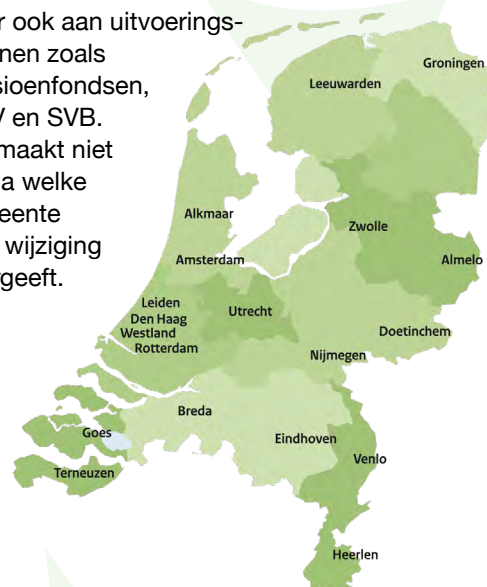 r ook aan uitvoerings-
nen zoals
sioenfondsen,
en SVB.
maakt niet
a welke
eente
wijziging
rgeeft.
Groningen
Leeuwarden
Zwolle
Alkmaar
Almelo
Amsterdam
Leiden
Utrecht
Den Haag
Westland
Rotterdam
Doetinchem
Nijmegen
Breda
Goes
Eindhoven
Venlo
Terneuzen
Heerlen